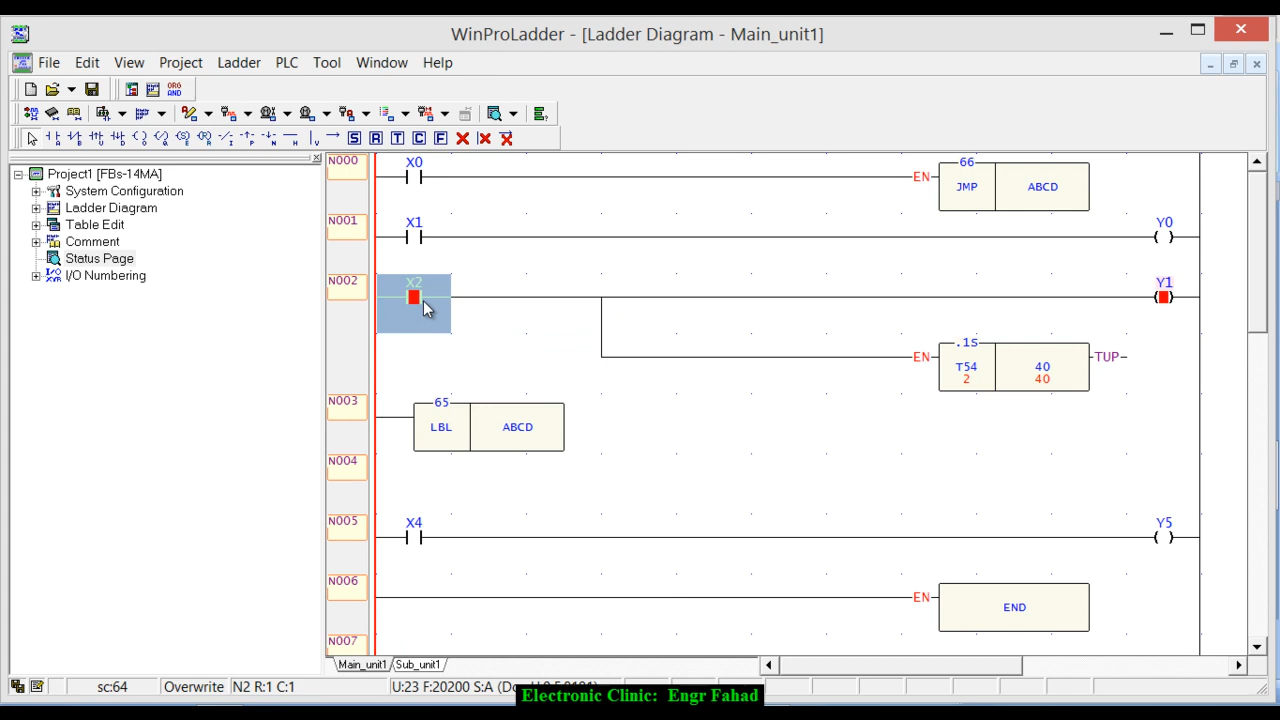 WinProLadder - [Ladder Diagram - Main_unit1]
File Edit View Project Ladder PLC Tool Window Help
ORG
AND
A B U D Q S R I P N H V S R T C F
Project1 [FBs-14MA]
System Configuration
Ladder Diagram
Table Edit
Comment
Status Page
I/O Numbering
N000 X0 EN 66 JMP ABCD
N001 X1 Y0
N002 X2 Y1
EN .1S T54 2 40 40 TUP
N003 65 LBL ABCD
N004
N005 X4 Y5
N006 EN END
N007
Main_unit1 Sub_unit1
sc:64 Overwrite N2 R:1 C:1 U:23 F:20200 S:A
Electronic Clinic: Engr Fahad